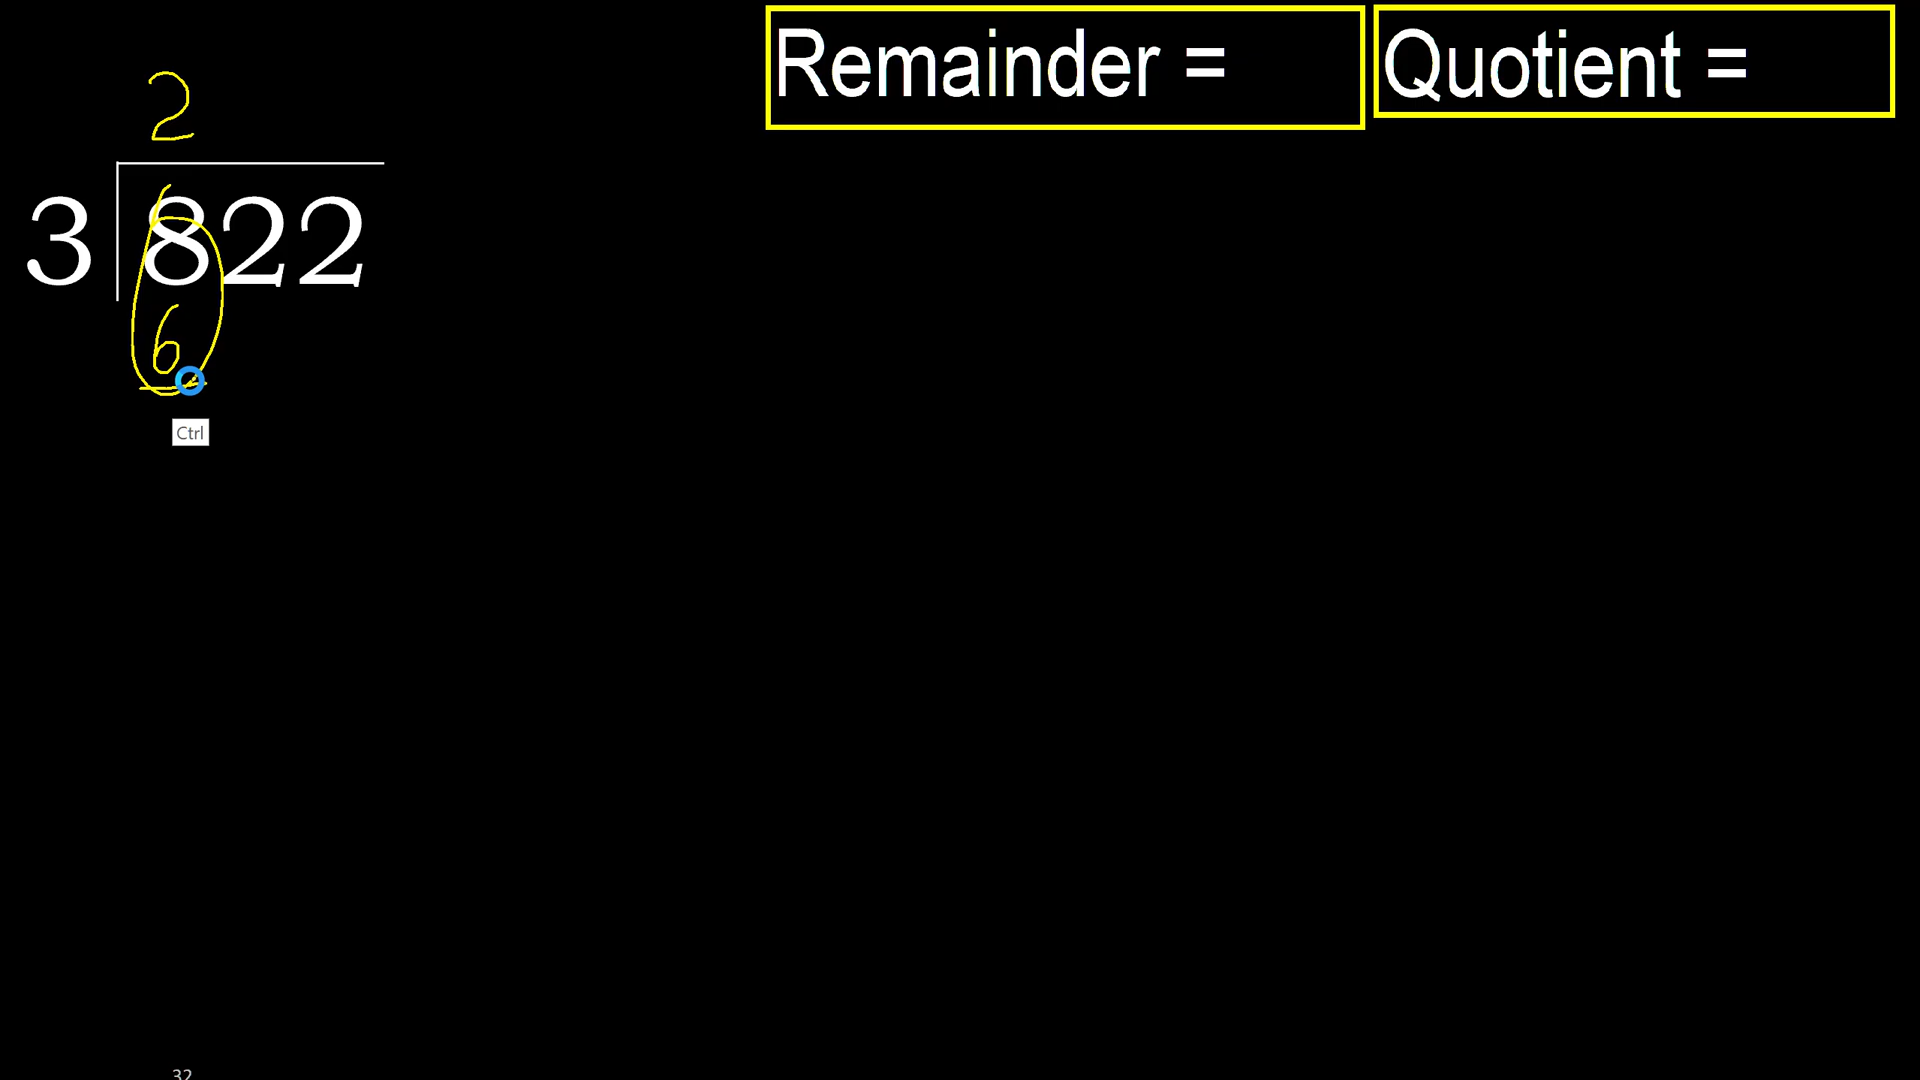 Remainder =
Quotient =
2
3 822
6
Ctrl
32